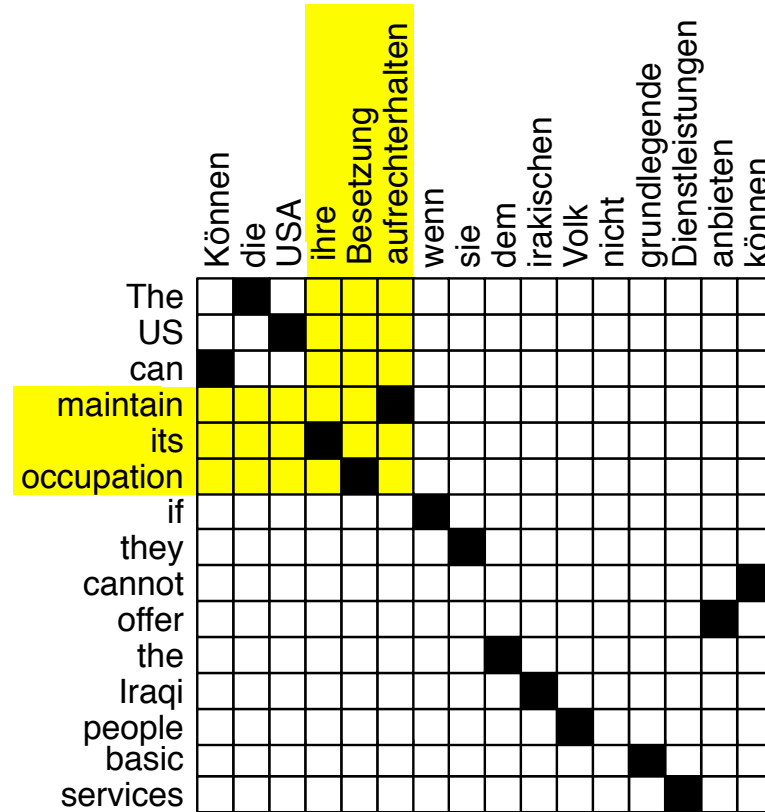 Können
die
USA
ihre
Besetzung
aufrechterhalten
wenn
sie
dem
irakischen
Volk
nicht
grundlegende
Dienstleistungen
anbieten
können
The
US
can
maintain
its
occupation
if
they
cannot
offer
the
Iraqi
people
basic
services